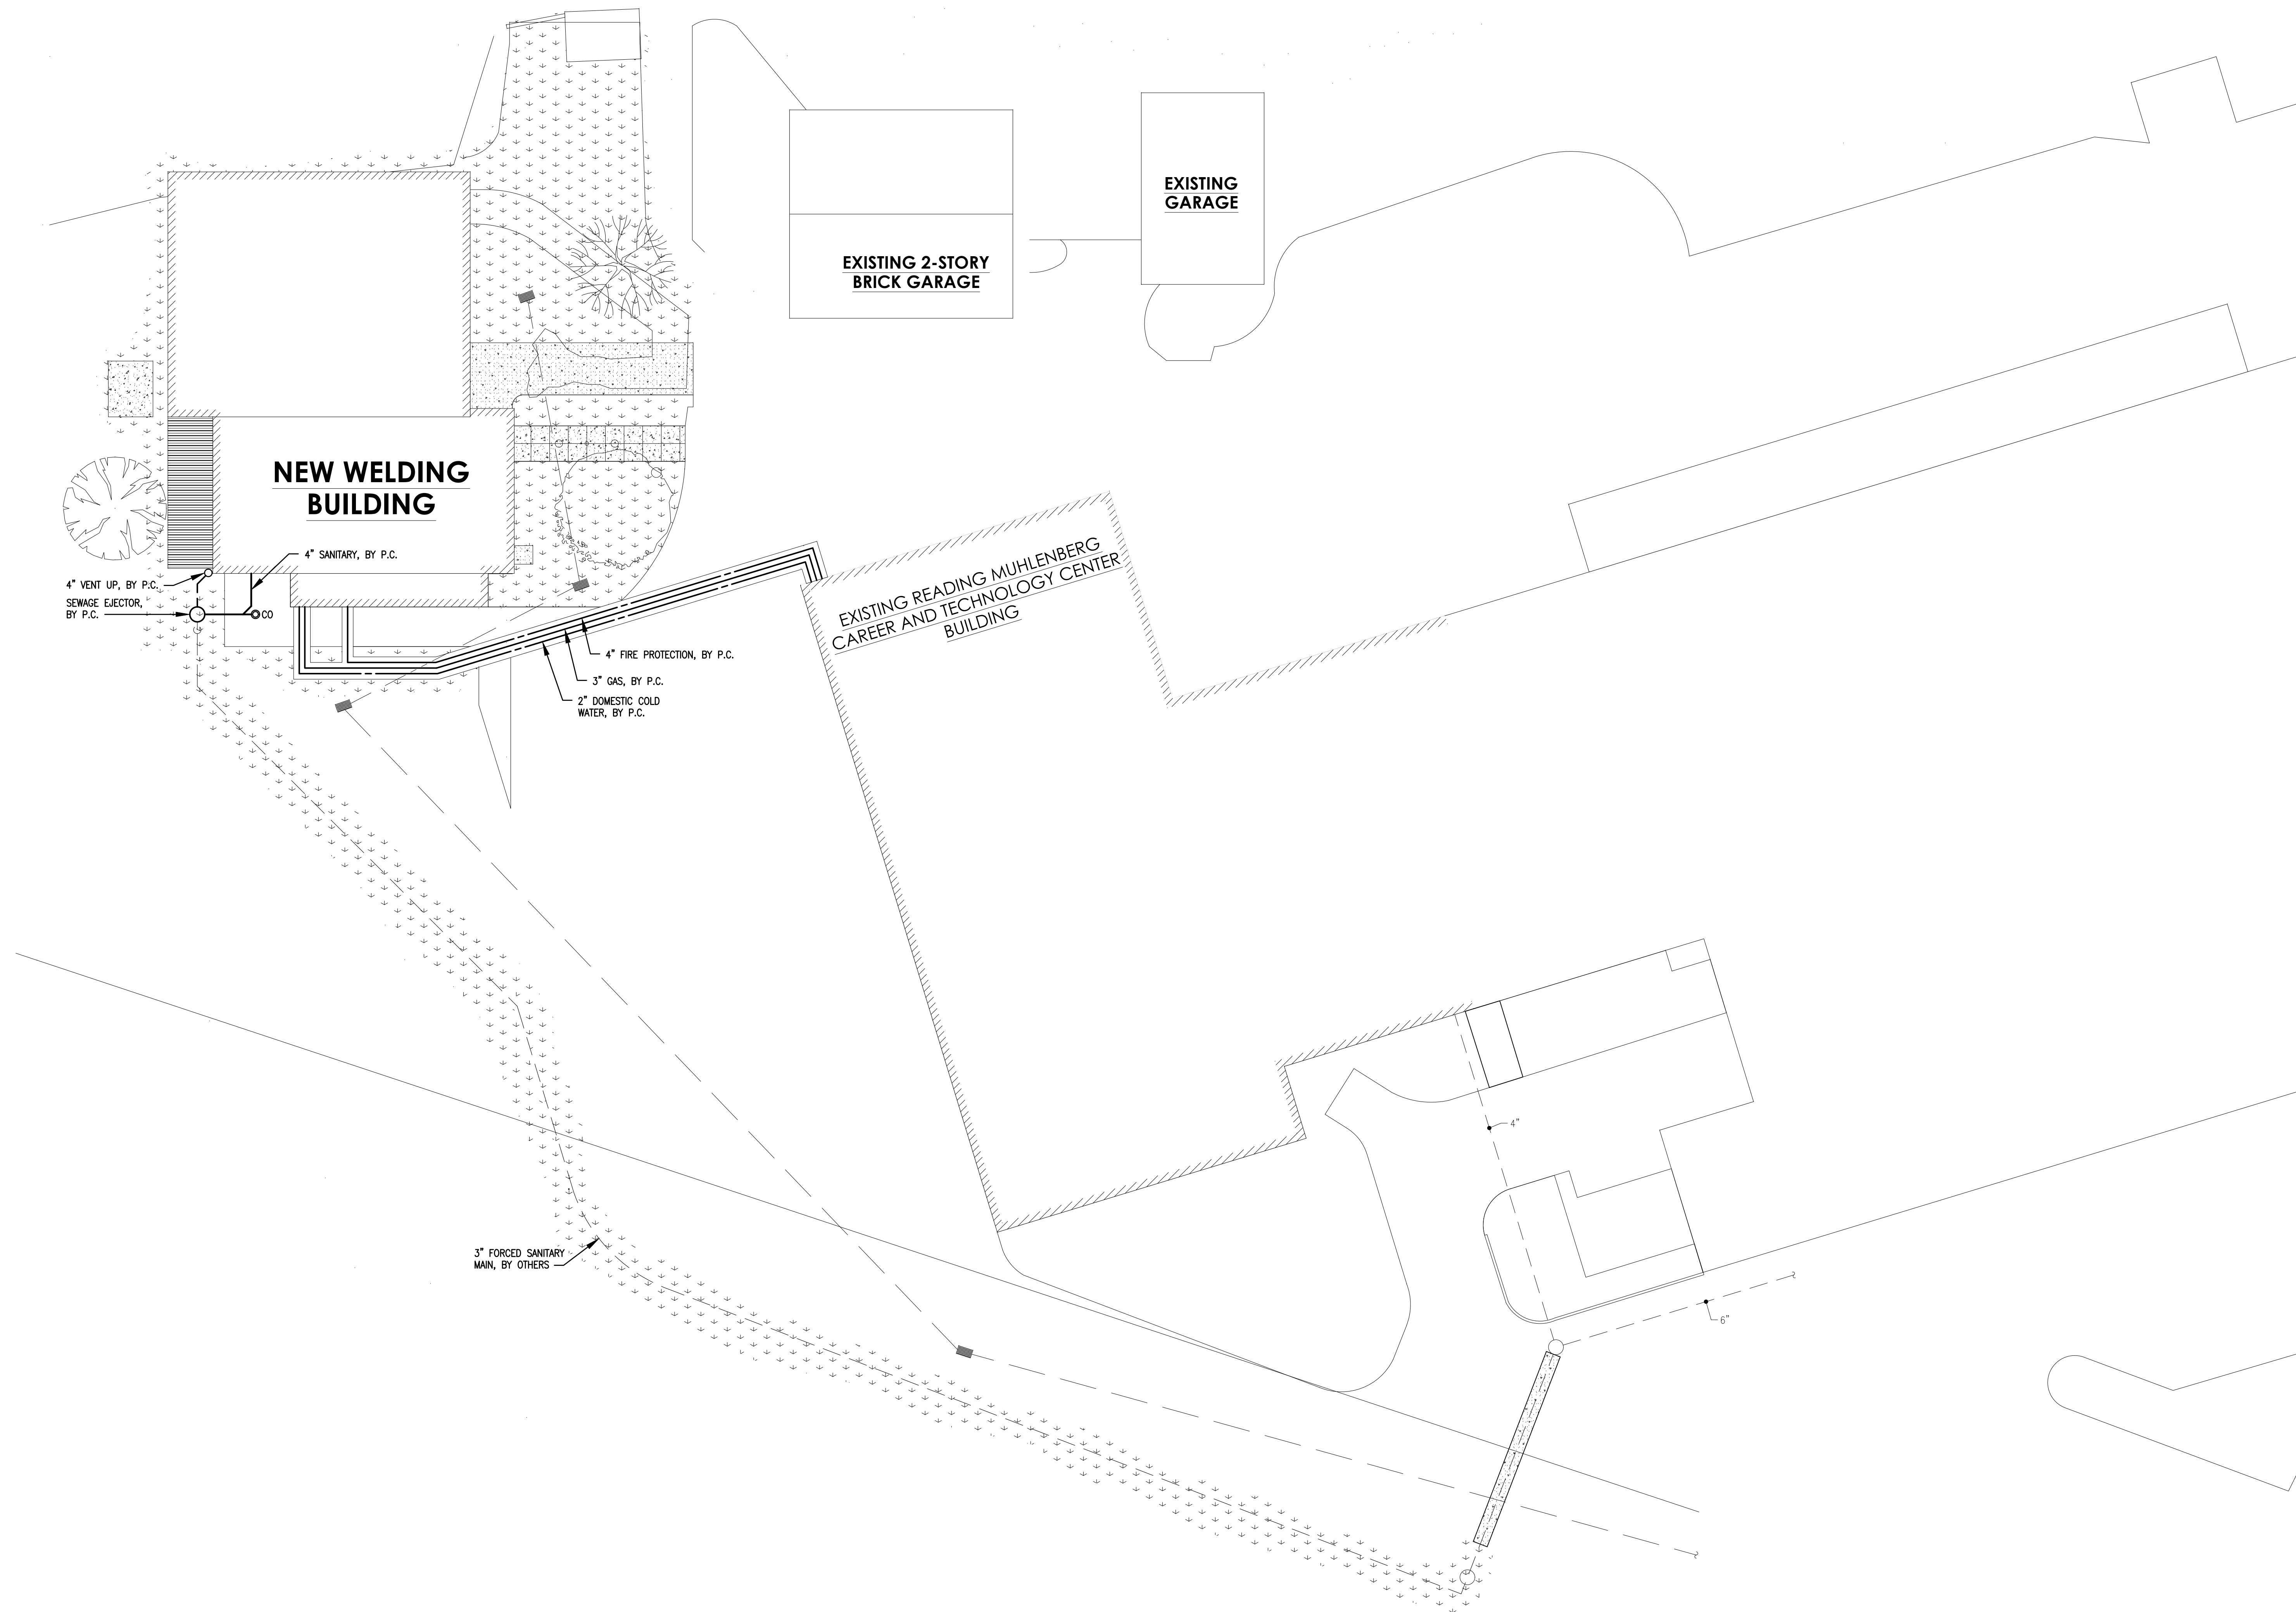 EXISTING
GARAGE
EXISTING 2-STORY
BRICK GARAGE
NEW WELDING
BUILDING
4" SANITARY, BY P.C.
4" VENT UP, BY P.C.
SEWAGE EJECTOR,
BY P.C.
CO
EXISTING READING MUHLENBERG
CAREER AND TECHNOLOGY CENTER
BUILDING
4" FIRE PROTECTION, BY P.C.
3" GAS, BY P.C.
2" DOMESTIC COLD
WATER, BY P.C.
4"
3" FORCED SANITARY
MAIN, BY OTHERS
6"